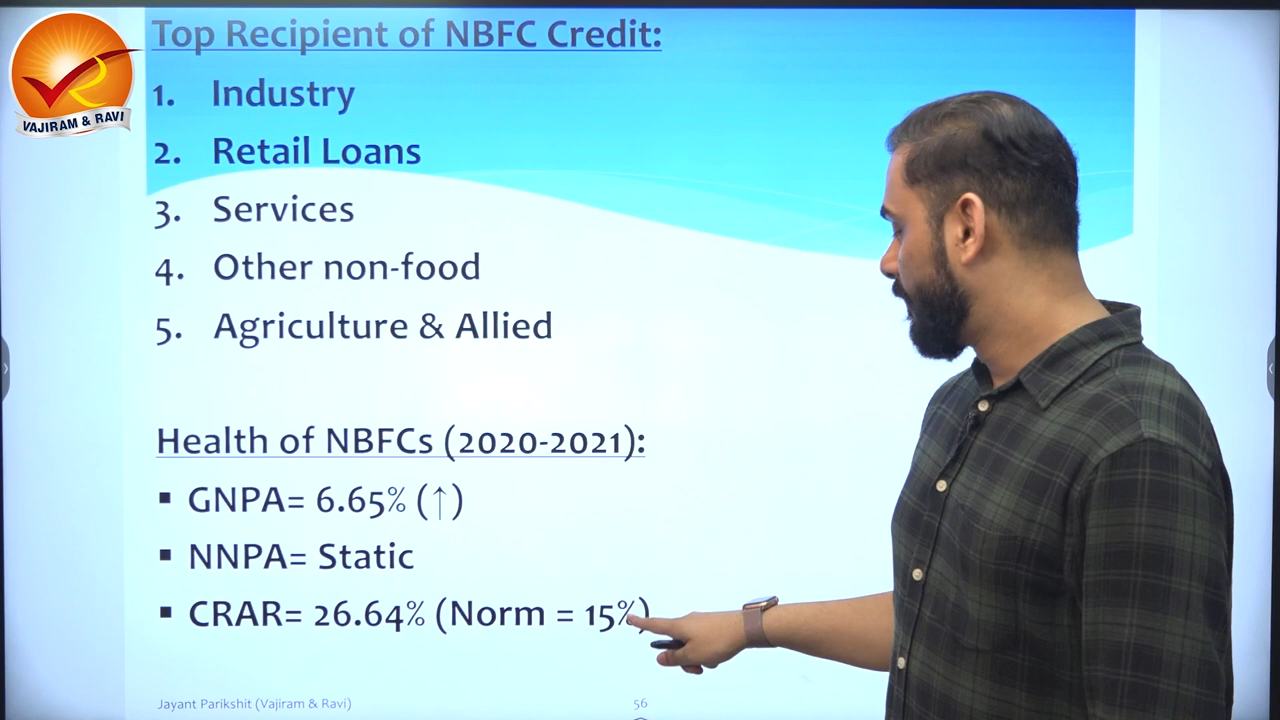 Top Recipient of NBFC Credit:
1. Industry
2. Retail Loans
3. Services
4. Other non-food
5. Agriculture & Allied
Health of NBFCs (2020-2021):
▪ GNPA= 6.65% (↑)
▪ NNPA= Static
▪ CRAR= 26.64% (Norm = 15%)
Jayant Parikshit (Vajiram & Ravi) 56
VAJIRAM & RAVI